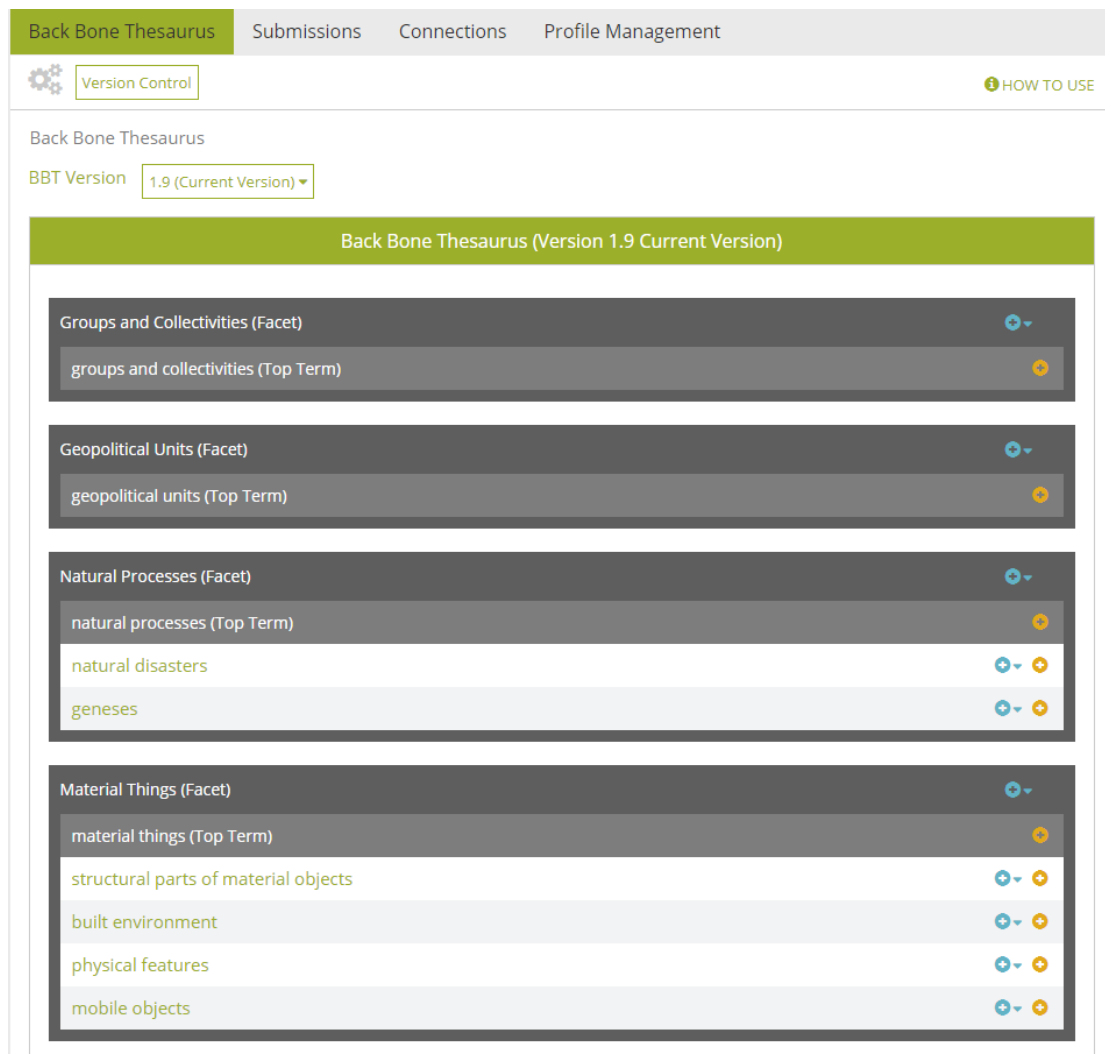 Back Bone Thesaurus Submissions Connections Profile Management
Version Control HOW TO USE
Back Bone Thesaurus
BBT Version 1.9 (Current Version)
Back Bone Thesaurus (Version 1.9 Current Version)
Groups and Collectivities (Facet)
groups and collectivities (Top Term)
Geopolitical Units (Facet)
geopolitical units (Top Term)
Natural Processes (Facet)
natural processes (Top Term)
natural disasters
geneses
Material Things (Facet)
material things (Top Term)
structural parts of material objects
built environment
physical features
mobile objects